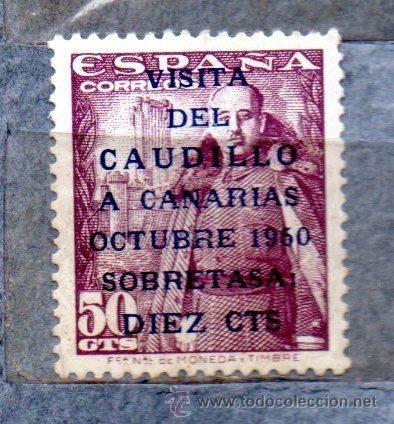 ESPAÑA
CORREOS
VISITA
DEL
CAUDILLO
A CANARIAS
OCTUBRE 1950
SOBRETASA:
DIEZ CTS
50
CTS
FCA NAL DE MONEDA Y TIMBRE
www.todocoleccion.net